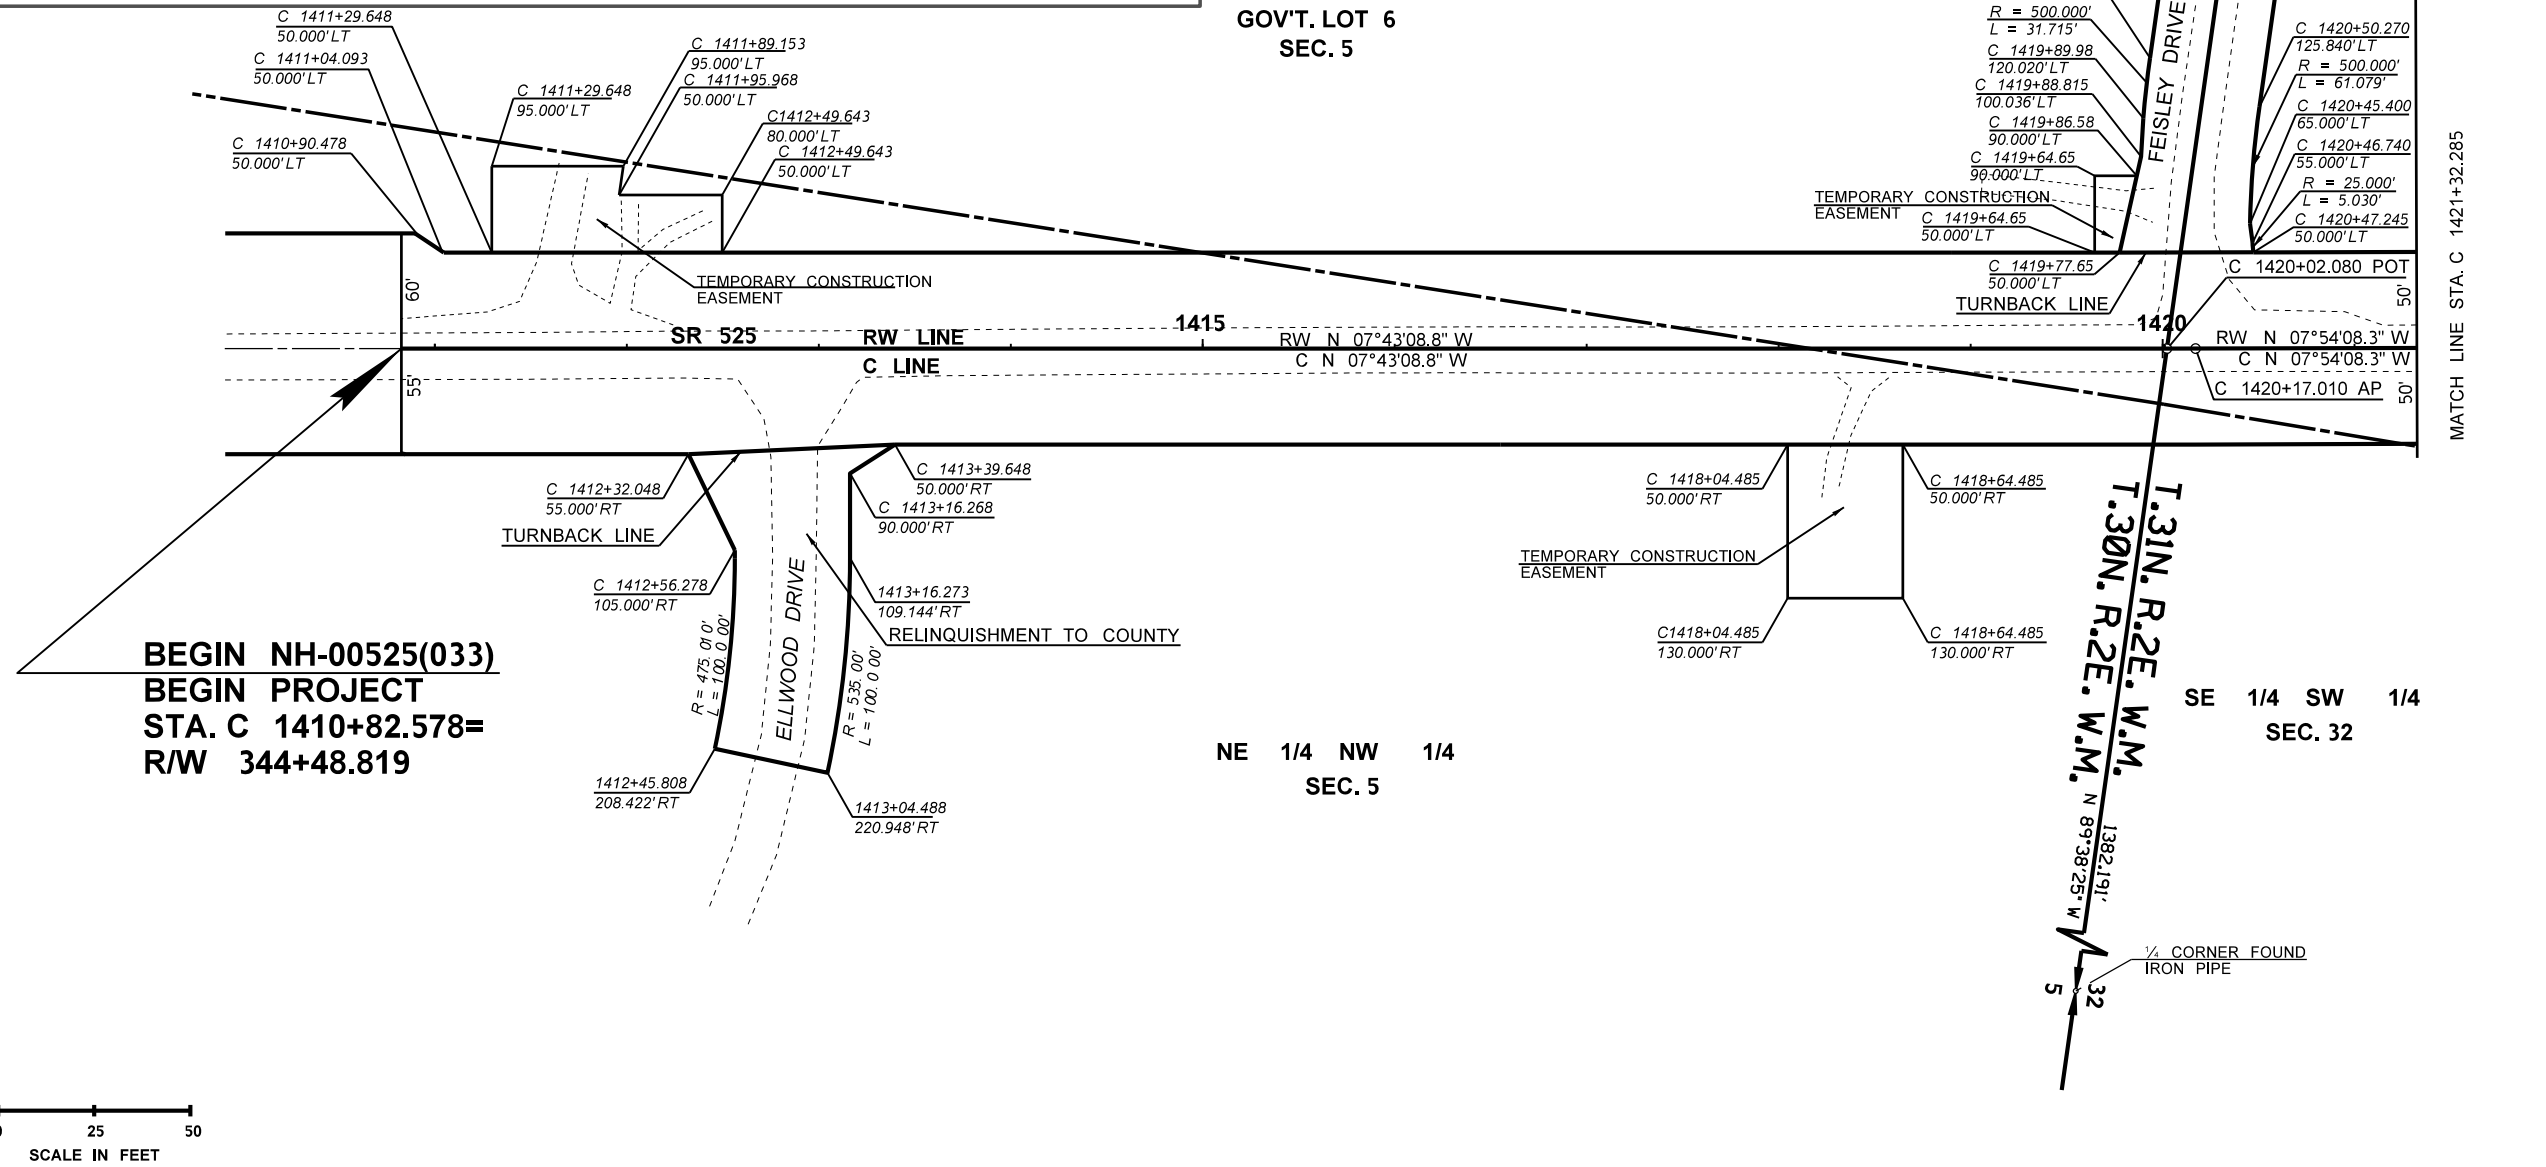 GOV'T. LOT 6
SEC. 5
C 1411+29.648
50.000' LT
C 1411+04.093
50.000' LT
C 1410+90.478
50.000' LT
C 1411+29.648
95.000' LT
C 1411+89.153
95.000' LT
C 1411+95.968
50.000' LT
C1412+49.643
80.000' LT
C 1412+49.643
50.000' LT
TEMPORARY CONSTRUCTION
EASEMENT
R = 500.000'
L = 31.715'
C 1419+89.98
120.020' LT
C 1419+88.815
100.036' LT
C 1419+86.58
90.000' LT
C 1419+64.65
90.000' LT
TEMPORARY CONSTRUCTION
EASEMENT
C 1419+64.65
50.000' LT
C 1419+77.65
50.000' LT
TURNBACK LINE
FEISLEY DRIVE
C 1420+50.270
125.840' LT
R = 500.000'
L = 61.079'
C 1420+45.400
65.000' LT
C 1420+46.740
55.000' LT
R = 25.000'
L = 5.030'
C 1420+47.245
50.000' LT
C 1420+02.080 POT
MATCH LINE STA. C 1421+32.285
60'
55'
50'
50'
SR 525
RW LINE
C LINE
1415
1420
RW N 07°43'08.8" W
C N 07°43'08.8" W
RW N 07°54'08.3" W
C N 07°54'08.3" W
C 1420+17.010 AP
C 1412+32.048
55.000' RT
TURNBACK LINE
C 1413+39.648
50.000' RT
C 1413+16.268
90.000' RT
C 1412+56.278
105.000' RT
1413+16.273
109.144' RT
RELINQUISHMENT TO COUNTY
R = 475.010'
L = 100.000'
ELLWOOD DRIVE
R = 535.00'
L = 100.000'
1412+45.808
208.422' RT
1413+04.488
220.948' RT
C 1418+04.485
50.000' RT
C 1418+64.485
50.000' RT
TEMPORARY CONSTRUCTION
EASEMENT
C1418+04.485
130.000' RT
C 1418+64.485
130.000' RT
BEGIN NH-00525(033)
BEGIN PROJECT
STA. C 1410+82.578=
R/W 344+48.819
NE 1/4 NW 1/4
SEC. 5
SE 1/4 SW 1/4
SEC. 32
T.31N. R.2E. W.M.
T.30N. R.2E. W.M.
1382.191'
N 89°38'25" W
1/4 CORNER FOUND
IRON PIPE
5
32
25
50
SCALE IN FEET